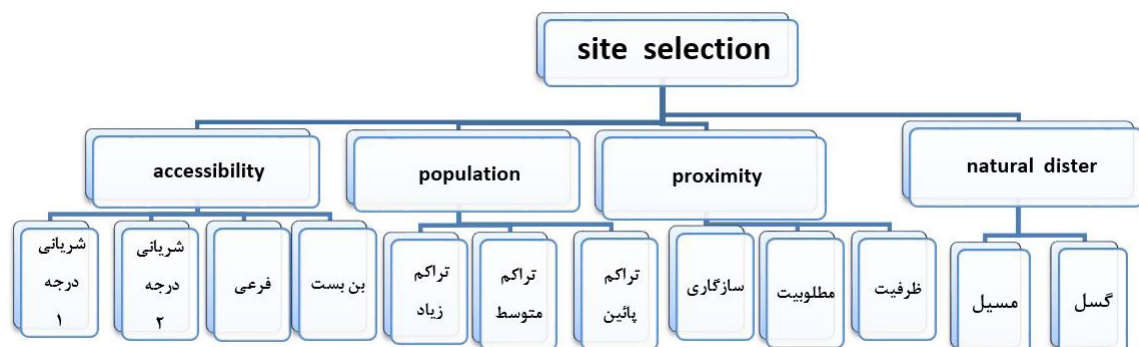 site selection
accessibility
population
proximity
natural dister
شریانی
درجه
۱
شریانی
درجه
۲
فرعی
بن بست
تراکم
زیاد
تراکم
متوسط
تراکم
پائین
سازگاری
مطلوبیت
ظرفیت
مسیل
گسل